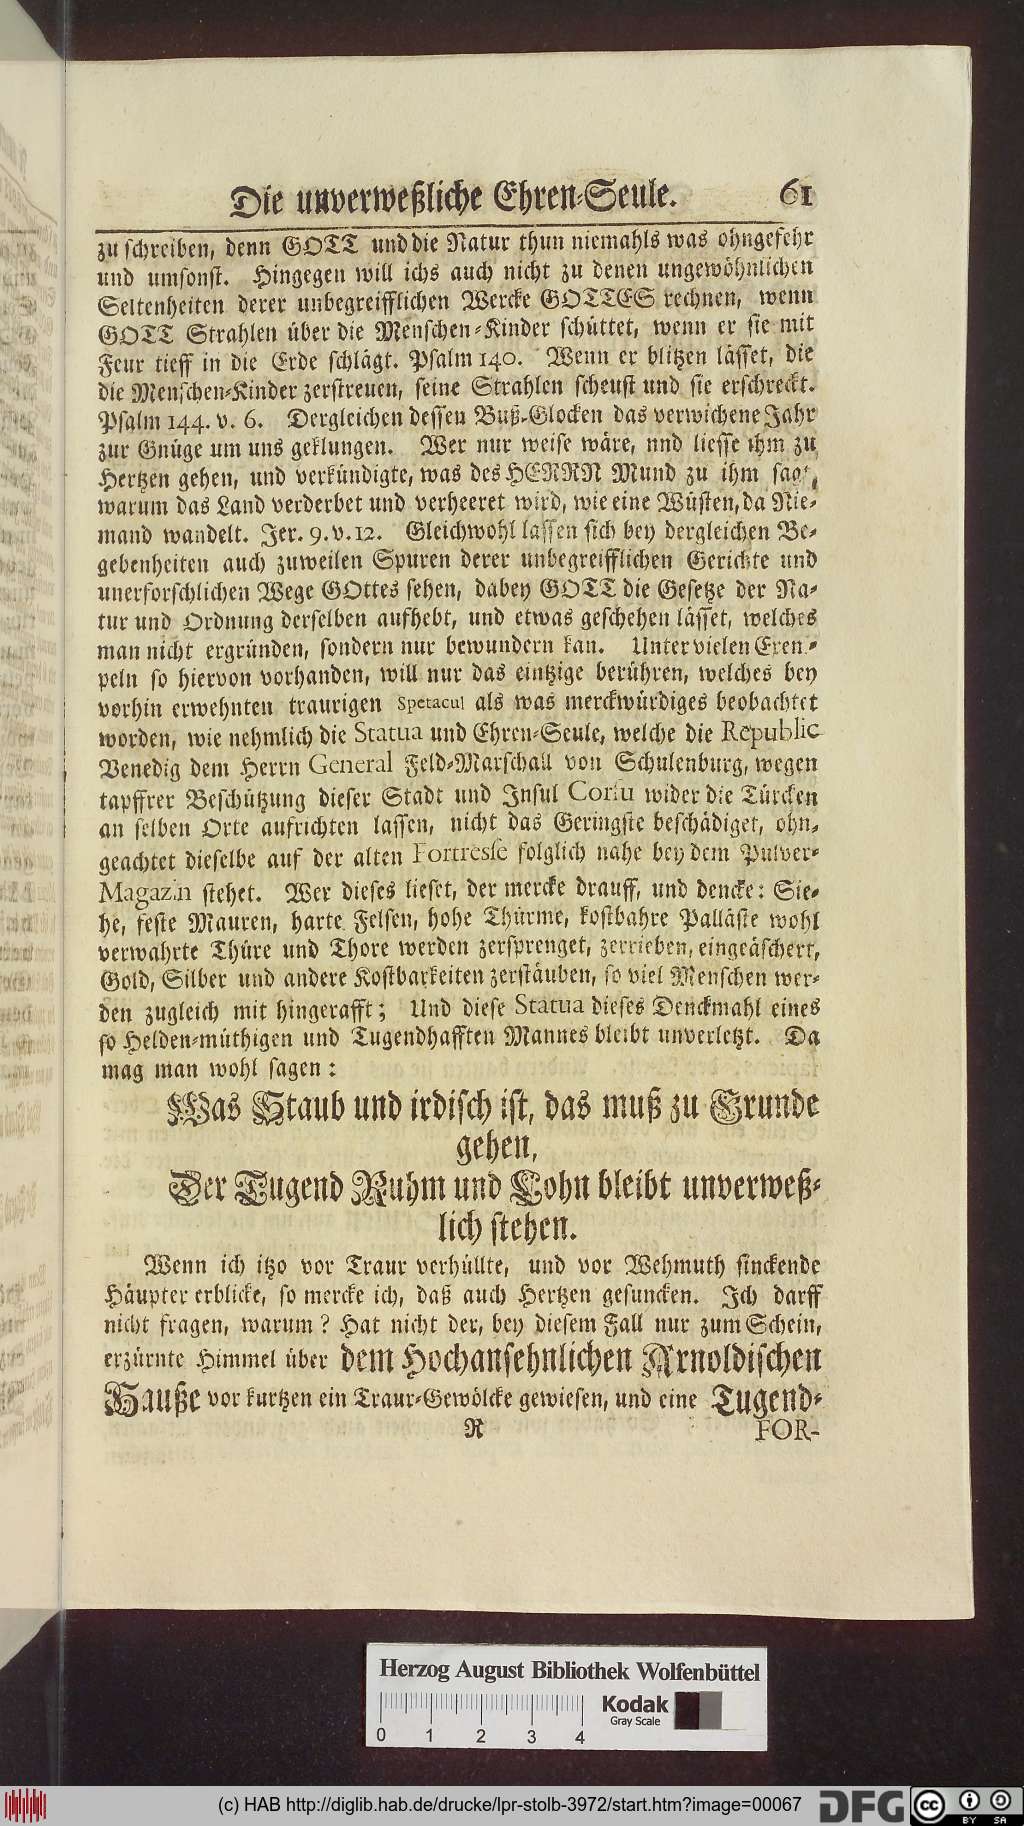 Die unverweßliche Ehren-Seule. 61
zu schreiben, denn GOTT und die Natur thun niemahls was ohngefehr
und umsonst. Hingegen will ichs auch nicht zu denen ungewöhnlichen
Seltenheiten derer unbegreifflichen Wercke GOTTES rechnen, wenn
GOTT Strahlen über die Menschen-Kinder schüttet, wenn er sie mit
Feur tieff in die Erde schlägt. Psalm 140. Wenn er blitzen lässet, die
die Menschen-Kinder zerstreuen, seine Strahlen scheust und sie erschreckt.
Psalm 144. v. 6. Dergleichen dessen Buß-Glocken das verwichene Jahr
zur Gnüge um uns geklungen. Wer nur weise wäre, nnd liesse ihm zu
Hertzen gehen, und verkündigte, was des HERRN Mund zu ihm sagt,
warum das Land verderbet und verheeret wird, wie eine Wüsten, da Nie-
mand wandelt. Jer. 9. v. 12. Gleichwohl lassen sich bey dergleichen Be-
gebenheiten auch zuweilen Spuren derer unbegreifflichen Gerichte und
unerforschlichen Wege GOttes sehen, dabey GOTT die Gesetze der Na-
tur und Ordnung derselben aufhebt, und etwas geschehen lässet, welches
man nicht ergründen, sondern nur bewundern kan. Unter vielen Exem-
peln so hiervon vorhanden, will nur das eintzige berühren, welches bey
vorhin erwehnten traurigen Spetacul als was merckwürdiges beobachtet
worden, wie nehmlich die Statua und Ehren-Seule, welche die Republic
Venedig dem Herrn General Feld-Marschall von Schulenburg, wegen
tapffrer Beschützung dieser Stadt und Insul Corfu wider die Türcken
an selben Orte aufrichten lassen, nicht das Geringste beschädiget, ohn-
geachtet dieselbe auf der alten Fortresse folglich nahe bey dem Pulver-
Magazin stehet. Wer dieses lieset, der mercke drauff, und dencke: Sie-
he, feste Mauren, harte Felsen, hohe Thürme, kostbahre Palläste wohl
verwahrte Thüre und Thore werden zersprenget, zerrieben, eingeäschert,
Gold, Silber und andere Kostbarkeiten zerstäuben, so viel Menschen wer-
den zugleich mit hingerafft; Und diese Statua dieses Denckmahl eines
so Helden-müthigen und Tugendhafften Mannes bleibt unverletzt. Da
mag man wohl sagen:
Was Staub und irdisch ist, das muß zu Grunde
gehen,
Der Tugend Ruhm und Lohn bleibt unverweß-
lich stehen.
Wenn ich itzo vor Traur verhüllte, und vor Wehmuth sinckende
Häupter erblicke, so mercke ich, daß auch Hertzen gesuncken. Ich darff
nicht fragen, warum? Hat nicht der, bey diesem Fall nur zum Schein,
erzürnte Himmel über dem Hochansehnlichen Arnoldischen
Hauße vor kurtzen ein Traur-Gewölcke gewiesen, und eine Tugend-
R FOR-
Herzog August Bibliothek Wolfenbüttel
0 1 2 3 4
Kodak
Gray Scale
(c) HAB http://diglib.hab.de/drucke/lpr-stolb-3972/start.htm?image=00067
DFG
cc BY SA